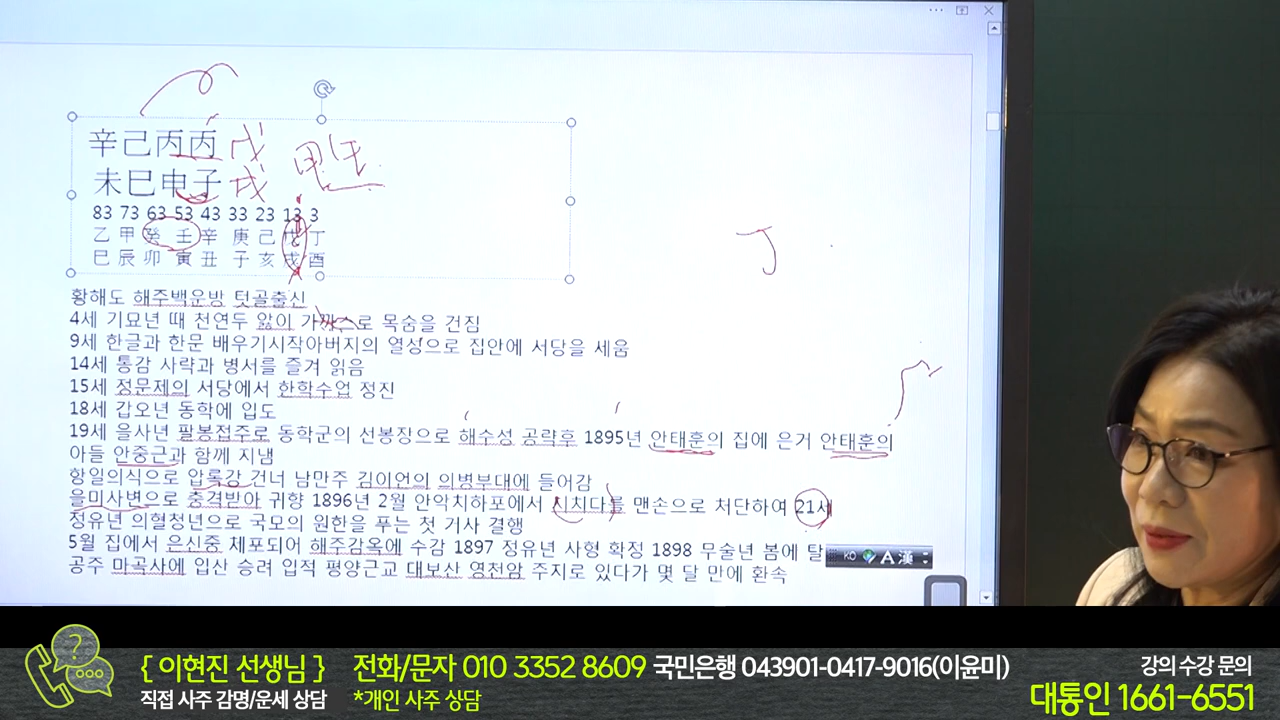 辛己丙丙 戊
未巳申子 戌
83 73 63 53 43 33 23 13 3
乙 甲 癸 壬 辛 庚 己 戊 丁
巳 辰 卯 寅 丑 子 亥 戌 酉
丁
황해도 해주백운방 텃골출신
4세 기묘년 때 천연두 앓이 로 목숨을 건짐
9세 한글과 한문 배우기시작아버지의 열성으로 집안에 서당을 세움
14세 통감 사략과 병서를 즐겨 읽음
15세 정문제의 서당에서 한학수업 정진
18세 갑오년 동학에 입도
19세 을사년 팔봉접주로 동학군의 선봉징으로 해수성 공략후 1895년 안태훈의 집에 은거 안태훈의
아들 안중근과 함께 지냄
항일의식으로 압록강 건너 남만주 김이언의 의병부대에 들어감
을미사변으로 충격받아 귀향 1896년 2월 안악치하포에서 시치다를 맨손으로 처단하여 21세
청유년 의혈청년으로 국모의 원한을 푸는 첫 거사 결행
5월 집에서 은신중 체포되어 해주감옥에 수감 1897 정유년 사형 확정 1898 무술년 봄에 탈
KO A 漢
공주 마곡사에 입신 승려 입적 평양근교 대보산 영천암 주지로 있다가 몇 달 만에 환속
{ 이현진 선생님 } 전화/문자 010 3352 8609 국민은행 043901-0417-9016(이윤미) 강의 수강 문의
직접 사주 감명/운세 상담 *개인 사주 상담 대통인 1661-6551